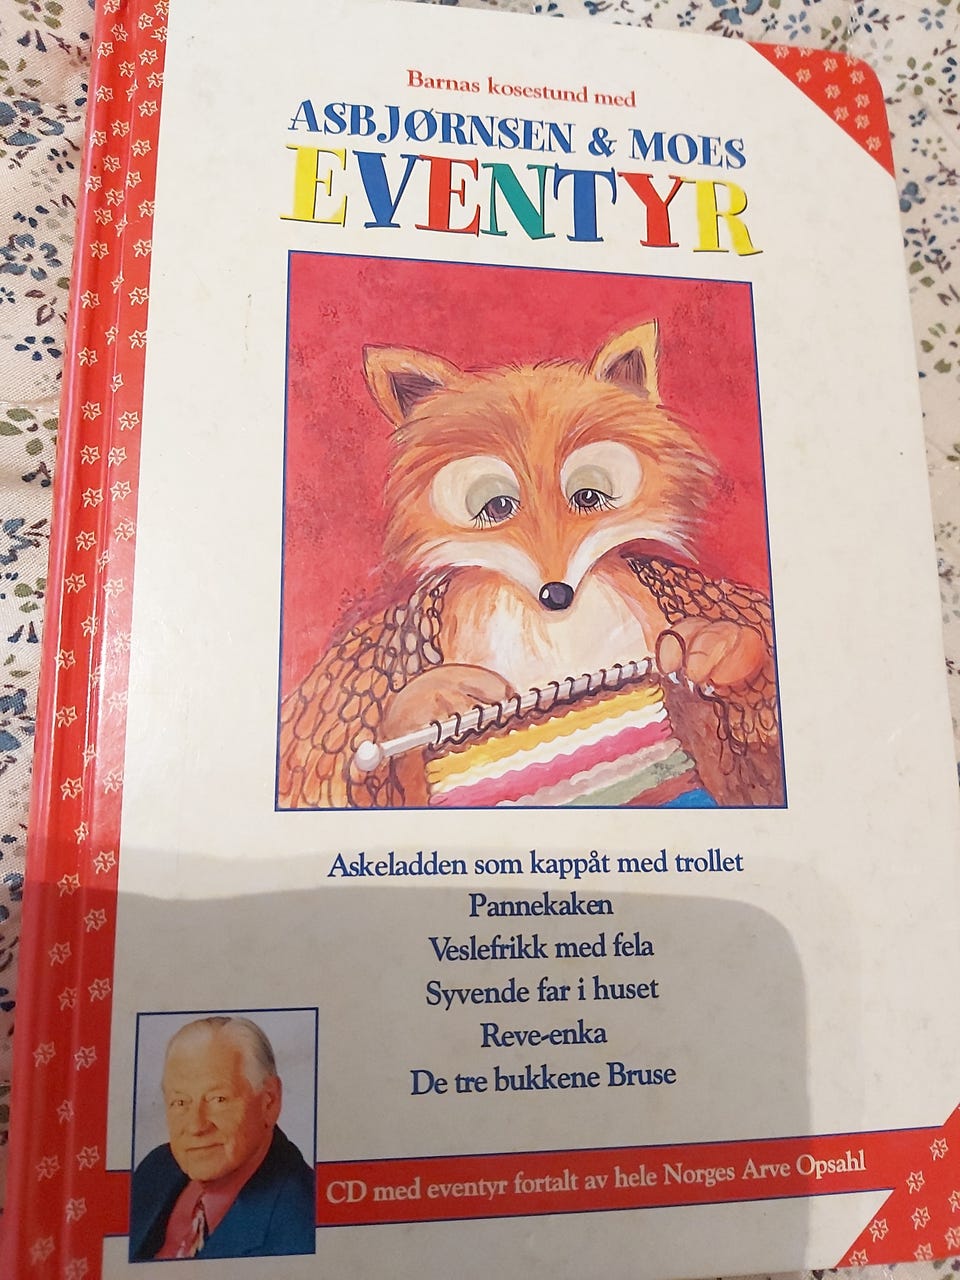 Barnas kosestund med
ASBJØRNSEN & MOES
EVENTYR
Askeladden som kappåt med trollet
Pannekaken
Veslefrikk med fela
Syvende far i huset
Reve-enka
De tre bukkene Bruse
CD med eventyr fortalt av hele Norges Arve Opsahl